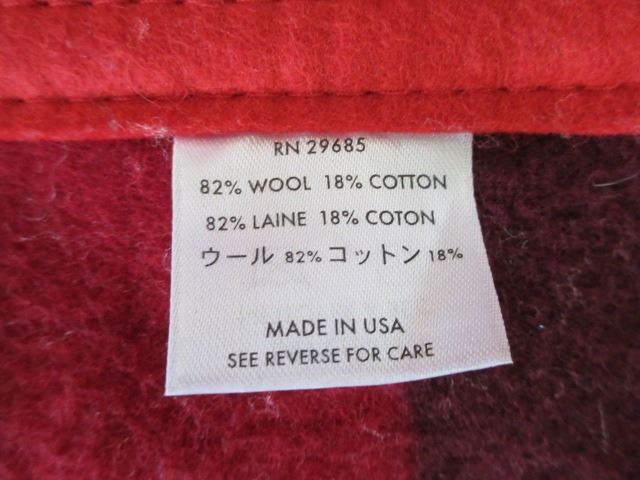 RN 29685
82% WOOL 18% COTTON
82% LAINE 18% COTON
ウール 82% コットン 18%
MADE IN USA
SEE REVERSE FOR CARE